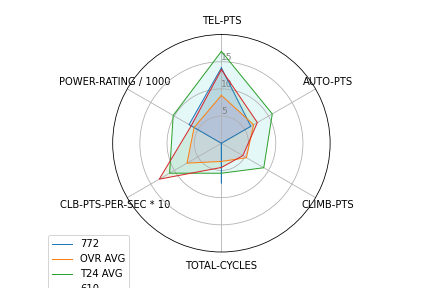 TEL-PTS
POWER-RATING / 1000
AUTO-PTS
15
10
5
CLB-PTS-PER-SEC * 10
CLIMB-PTS
TOTAL-CYCLES
772
OVR AVG
T24 AVG
610